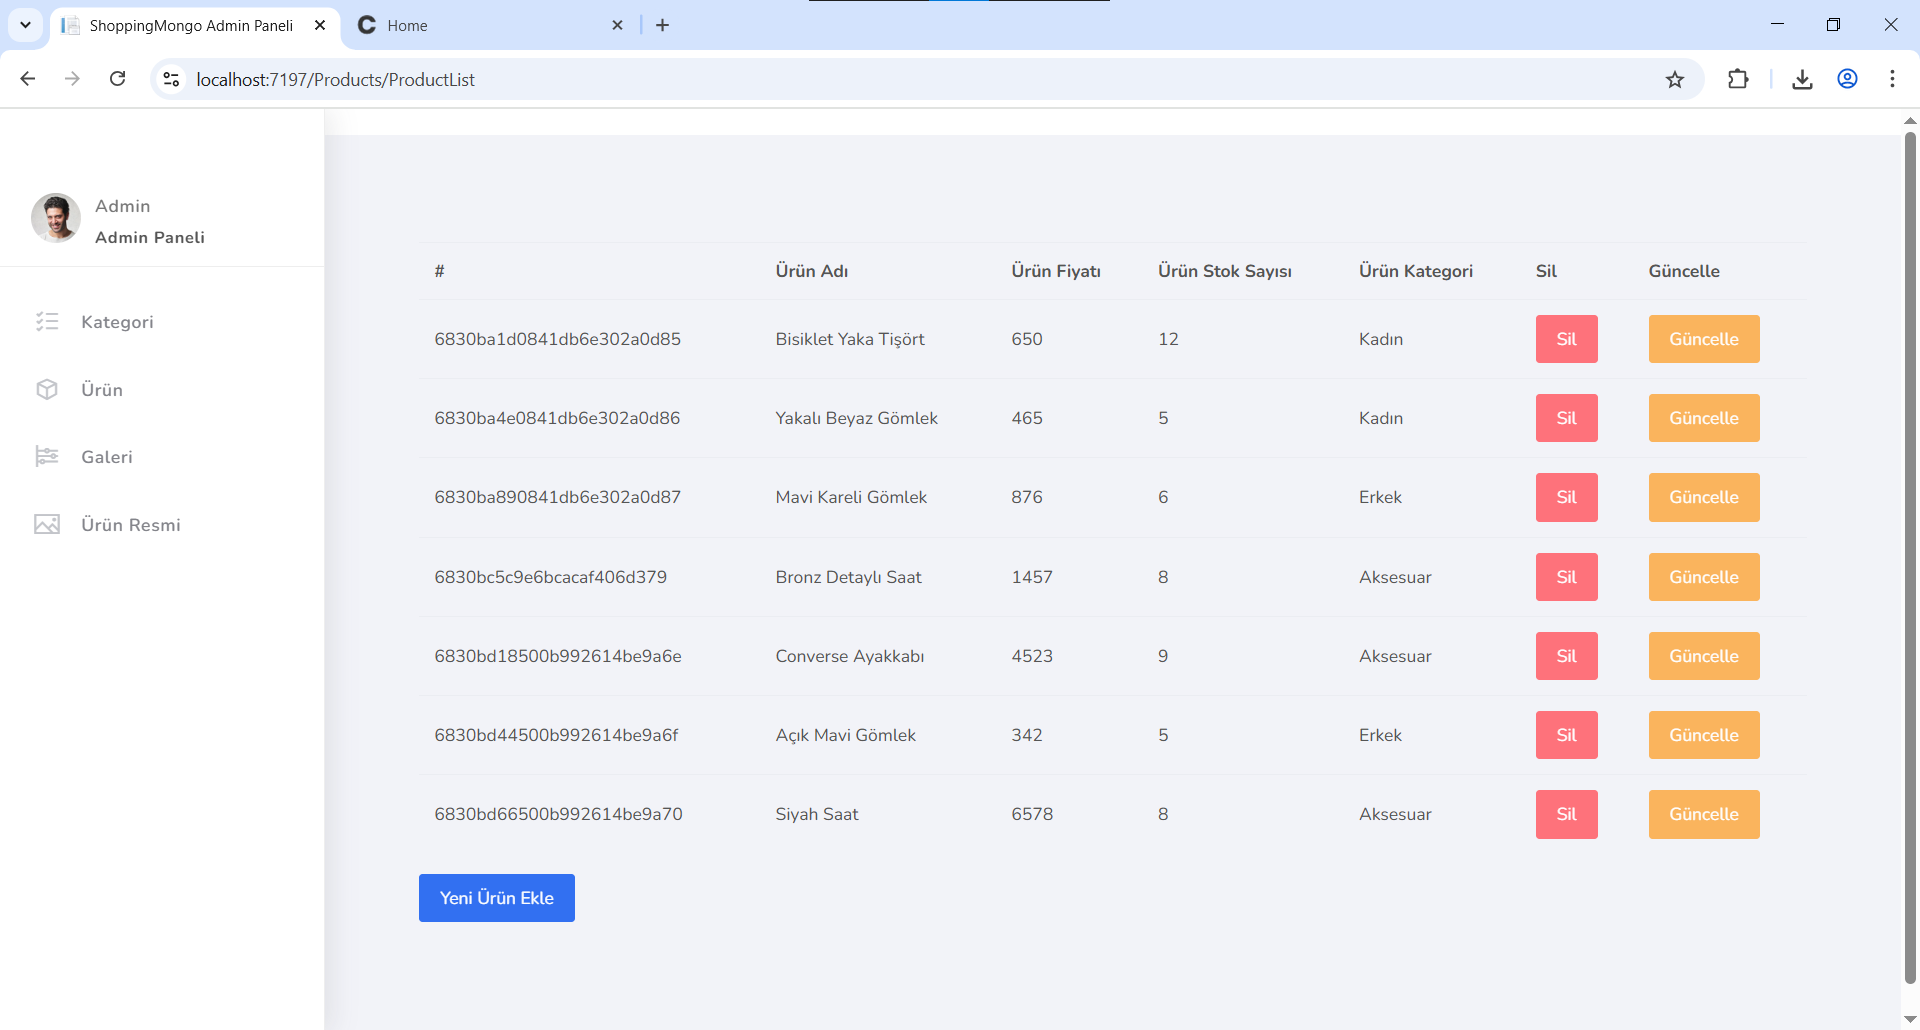 ShoppingMongo Admin Paneli
Home
localhost:7197/Products/ProductList
Admin
Admin Paneli
Kategori
Ürün
Galeri
Ürün Resmi
# Ürün Adı Ürün Fiyatı Ürün Stok Sayısı Ürün Kategori Sil Güncelle
6830ba1d0841db6e302a0d85 Bisiklet Yaka Tişört 650 12 Kadın Sil Güncelle
6830ba4e0841db6e302a0d86 Yakalı Beyaz Gömlek 465 5 Kadın Sil Güncelle
6830ba890841db6e302a0d87 Mavi Kareli Gömlek 876 6 Erkek Sil Güncelle
6830bc5c9e6bcacaf406d379 Bronz Detaylı Saat 1457 8 Aksesuar Sil Güncelle
6830bd18500b992614be9a6e Converse Ayakkabı 4523 9 Aksesuar Sil Güncelle
6830bd44500b992614be9a6f Açık Mavi Gömlek 342 5 Erkek Sil Güncelle
6830bd66500b992614be9a70 Siyah Saat 6578 8 Aksesuar Sil Güncelle
Yeni Ürün Ekle